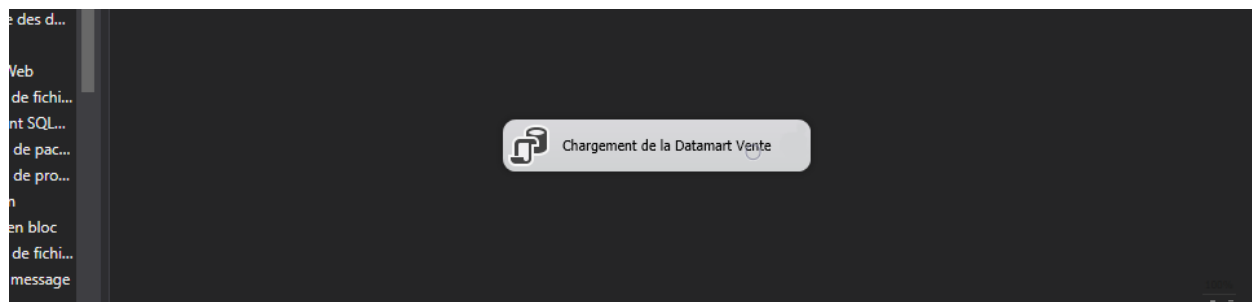 e des d...
Web
de fichi...
nt SQL...
de pac...
de pro...
Chargement de la Datamart Vente
en bloc
de fichi...
message